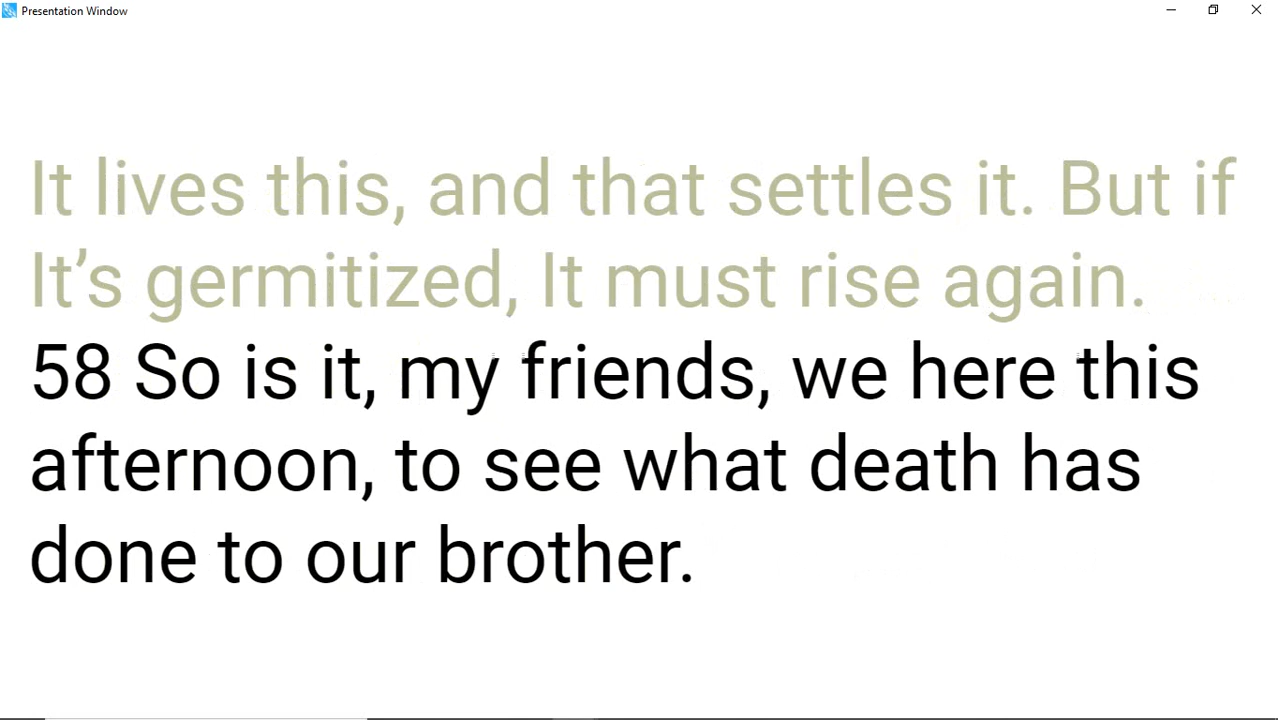 Presentation Window
It lives this, and that settles it. But if
It’s germitized, It must rise again.
58 So is it, my friends, we here this
afternoon, to see what death has
done to our brother.